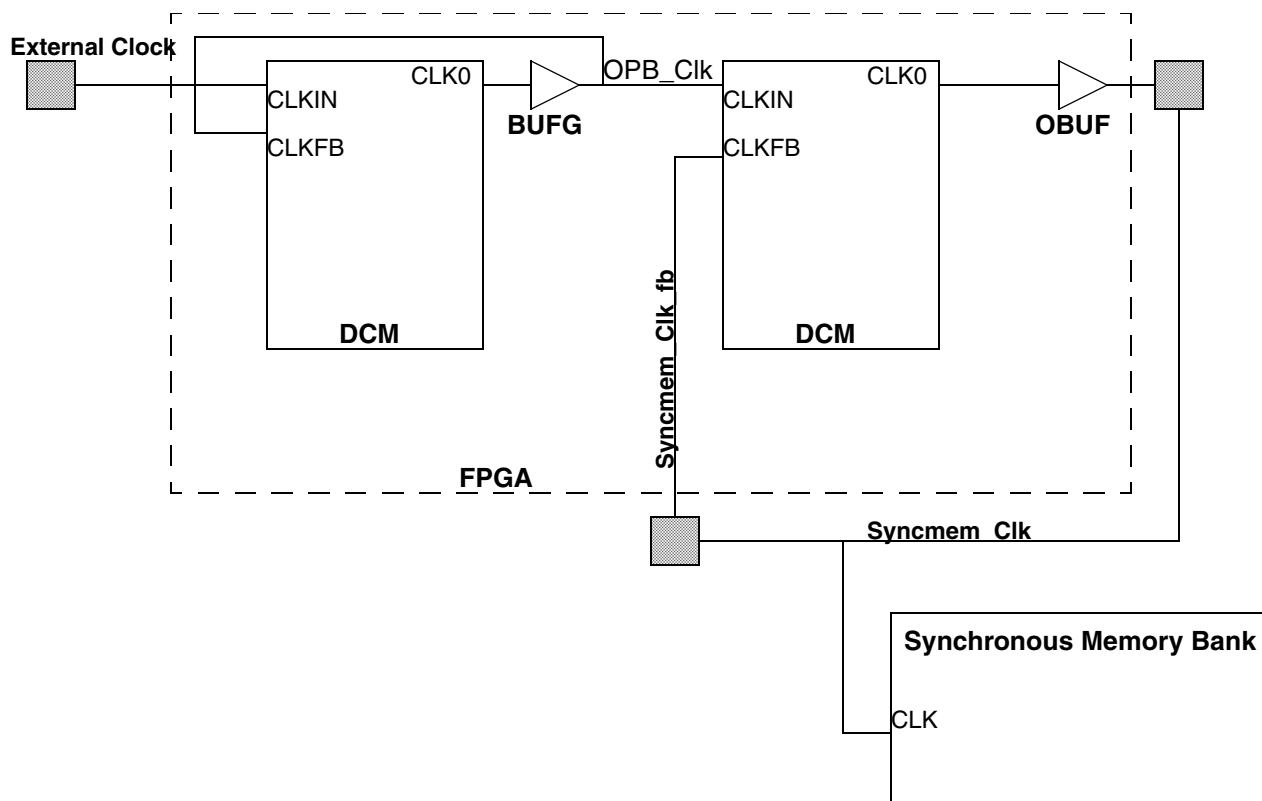 External Clock
CLK0
OPB_Clk
CLK0
CLKIN
CLKIN
BUFG
OBUF
CLKFB
CLKFB
Syncmem_Clk_fb
DCM
DCM
FPGA
Syncmem_Clk
Synchronous Memory Bank
CLK